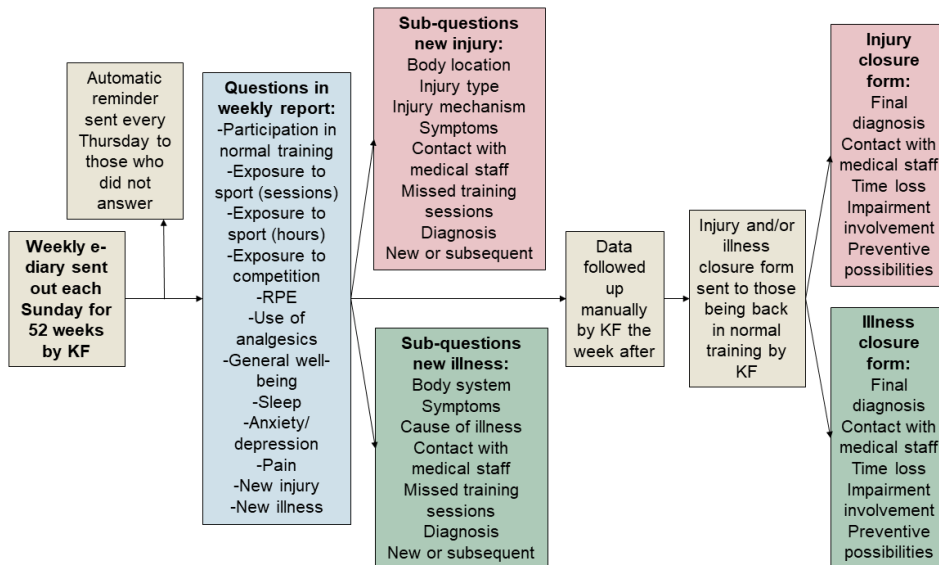 Automatic
reminder
sent every
Thursday to
those who
did not
answer
Weekly e-
diary sent
out each
Sunday for
52 weeks
by KF
Questions in
weekly report:
-Participation in
normal training
-Exposure to
sport (sessions)
-Exposure to
sport (hours)
-Exposure to
competition
-RPE
-Use of
analgesics
-General well-
being
-Sleep
-Anxiety/
depression
-Pain
-New injury
-New illness
Sub-questions
new injury:
Body location
Injury type
Injury mechanism
Symptoms
Contact with
medical staff
Missed training
sessions
Diagnosis
New or subsequent
Sub-questions
new illness:
Body system
Symptoms
Cause of illness
Contact with
medical staff
Missed training
sessions
Diagnosis
New or subsequent
Data
followed
up
manually
by KF the
week after
Injury and/or
illness
closure form
sent to those
being back
in normal
training by
KF
Injury
closure
form:
Final
diagnosis
Contact with
medical staff
Time loss
Impairment
involvement
Preventive
possibilities
Illness
closure
form:
Final
diagnosis
Contact with
medical staff
Time loss
Impairment
involvement
Preventive
possibilities